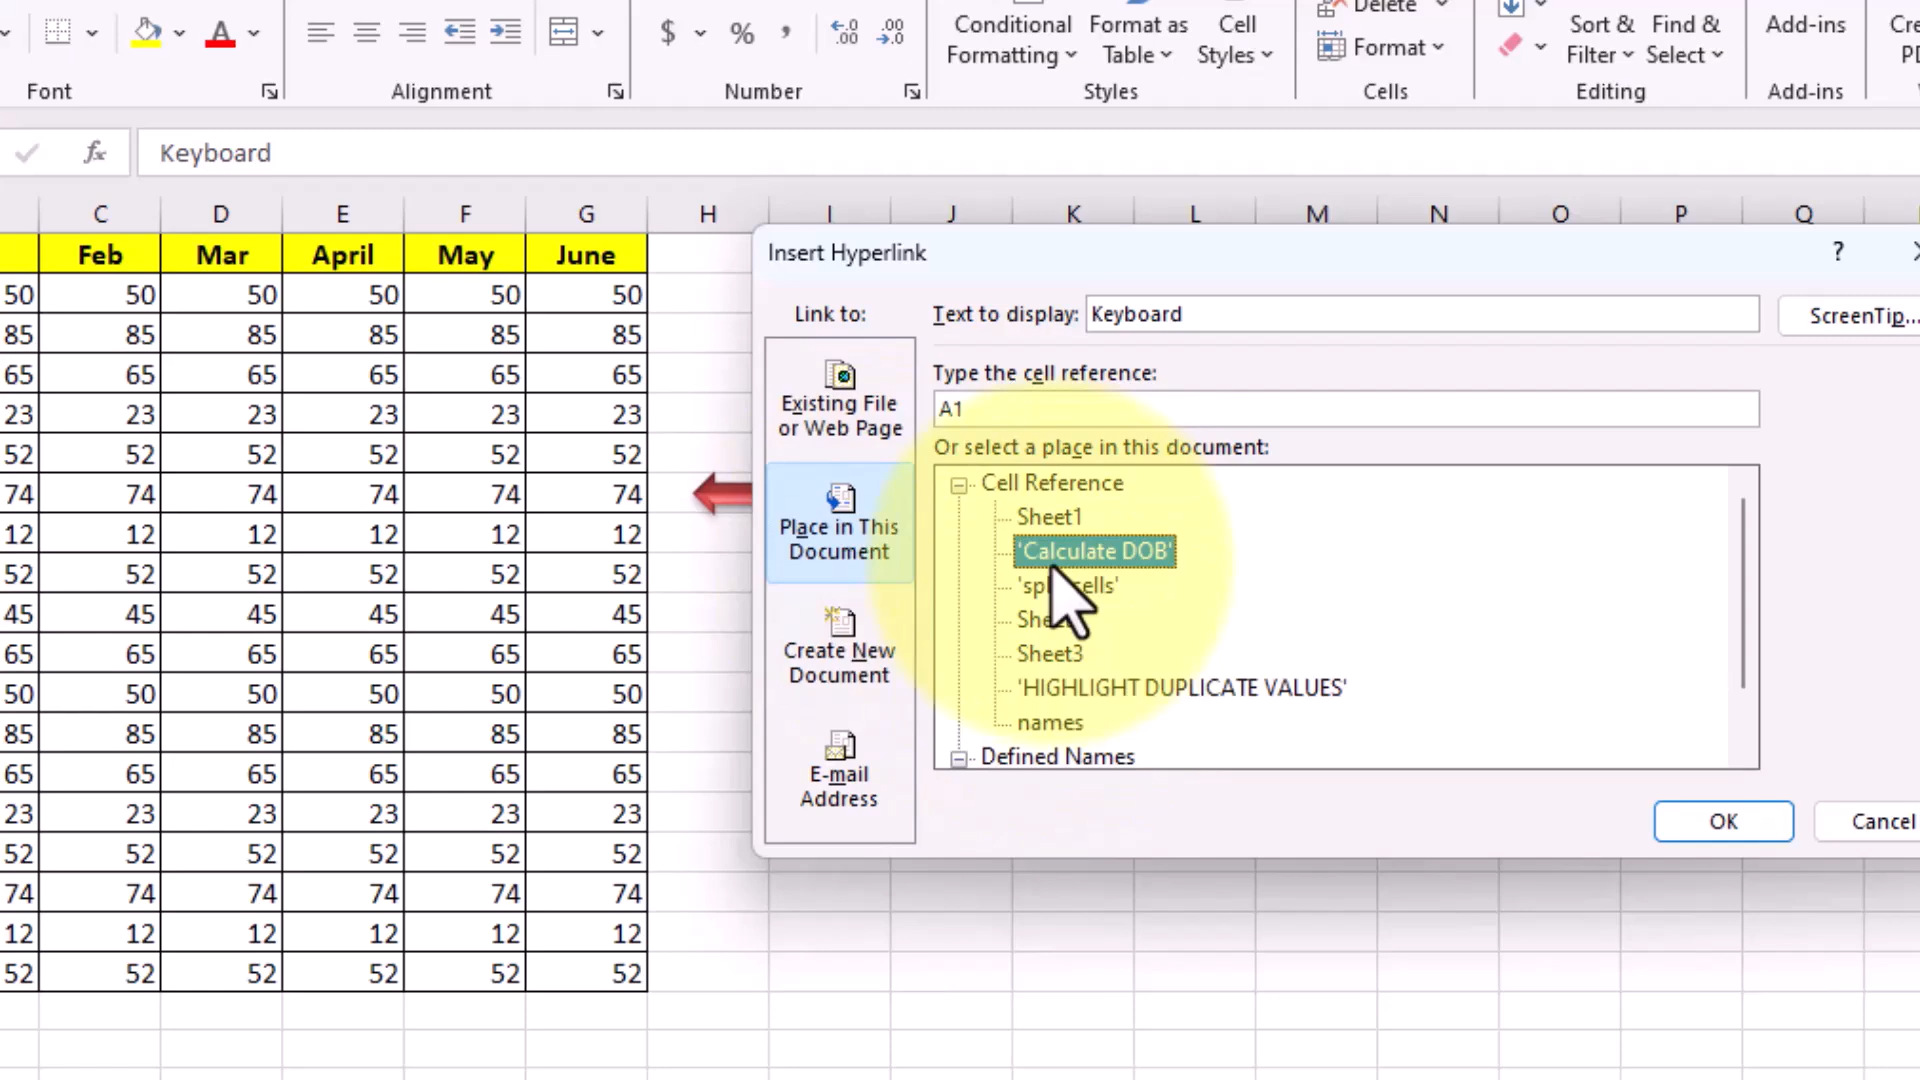 Conditional Formatting
Format as Table
Cell Styles
Delete
Format
Sort & Filter
Find & Select
Add-ins
$ % ,
Font
Alignment
Number
Styles
Cells
Editing
Add-ins
fx Keyboard
C D E F G H I J K L M N O P Q
Feb Mar April May June
50 50 50 50 50 50
85 85 85 85 85 85
65 65 65 65 65 65
23 23 23 23 23 23
52 52 52 52 52 52
74 74 74 74 74 74
12 12 12 12 12 12
52 52 52 52 52 52
45 45 45 45 45 45
65 65 65 65 65 65
50 50 50 50 50 50
85 85 85 85 85 85
65 65 65 65 65 65
23 23 23 23 23 23
52 52 52 52 52 52
74 74 74 74 74 74
12 12 12 12 12 12
52 52 52 52 52 52
Insert Hyperlink
?
Link to:
Text to display: Keyboard
ScreenTip...
Existing File
or Web Page
Place in This
Document
Create New
Document
E-mail
Address
Type the cell reference:
A1
Or select a place in this document:
Cell Reference
Sheet1
'Calculate DOB'
Sheet3
'HIGHLIGHT DUPLICATE VALUES'
names
Defined Names
OK
Cancel